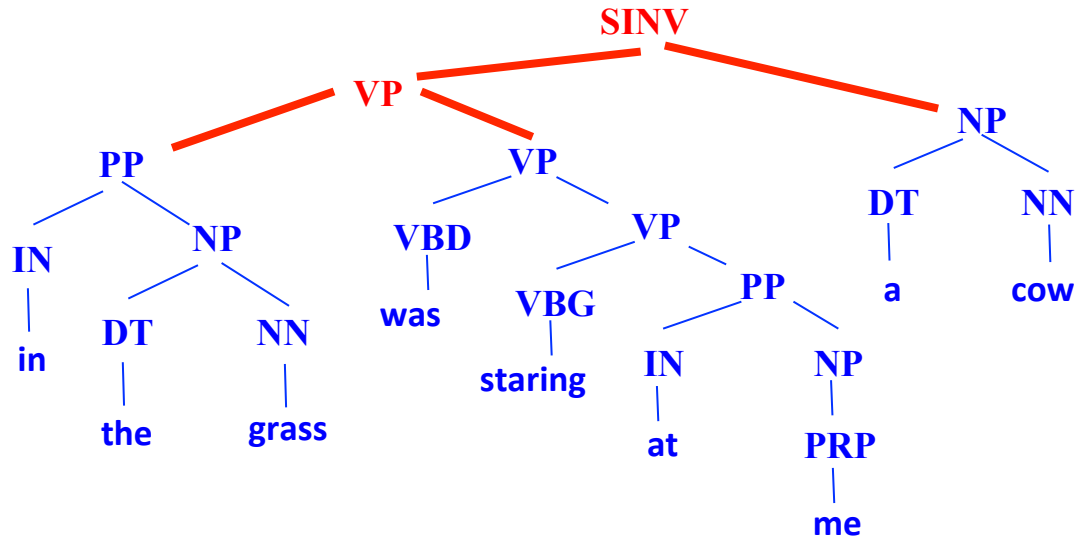 SINV
VP
NP
PP
VP
DT
NN
IN
NP
VBD
VP
a
cow
in
DT
NN
was
VBG
PP
the
grass
staring
IN
NP
at
PRP
me